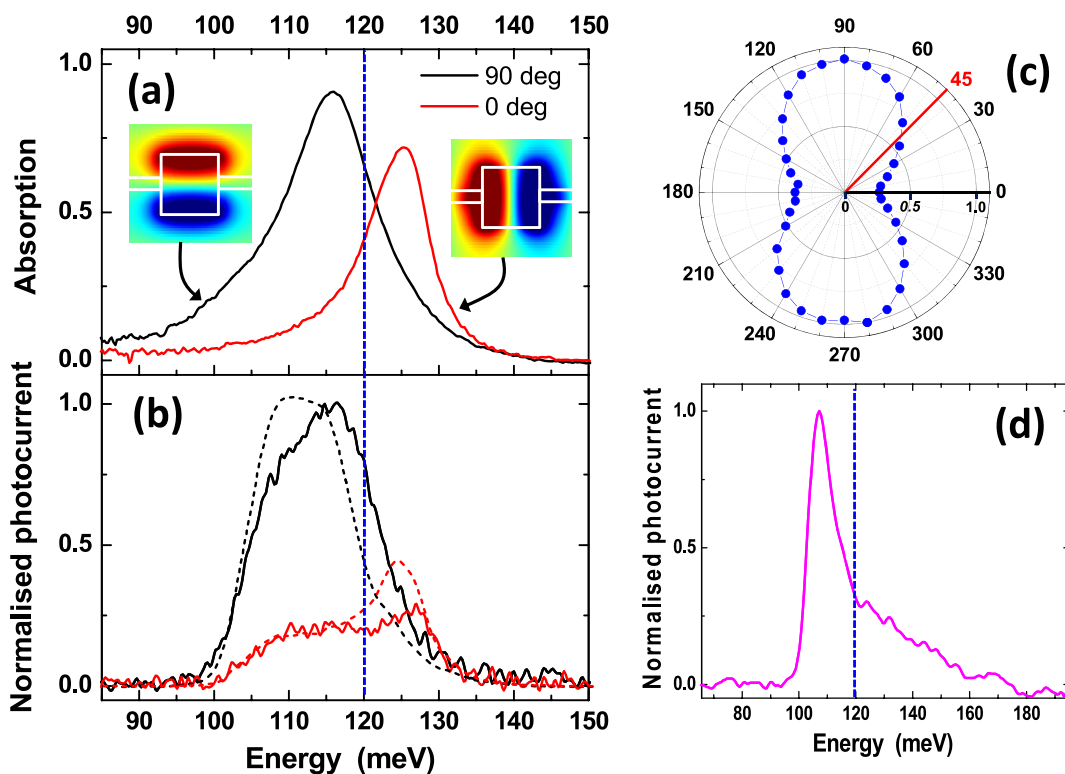 90 100 110 120 130 140 150
(a)
90 deg
0 deg
Absorption
1.0
0.5
0.0
(b)
Normalised photocurrent
1.0
0.5
0.0
90 100 110 120 130 140 150
Energy (meV)
(c)
90
120 60
45
150 30
180 0
0 0.5 1.0
210 330
240 300
270
(d)
Normalised photocurrent
1.0
0.5
0.0
80 100 120 140 160 180
Energy (meV)